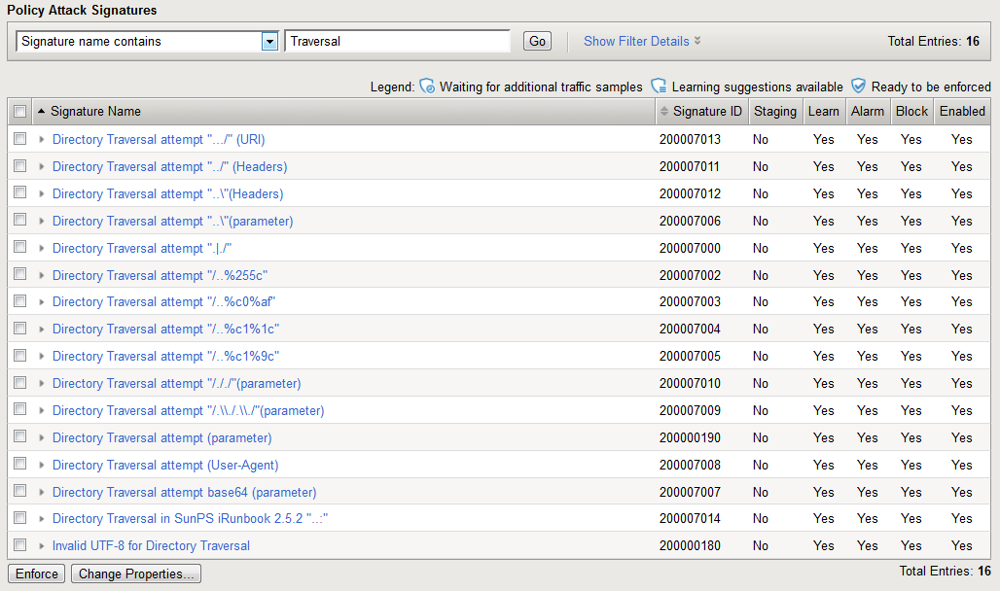 Policy Attack Signatures
Signature name contains Traversal Go Show Filter Details Total Entries: 16
Legend: Waiting for additional traffic samples Learning suggestions available Ready to be enforced
Signature Name Signature ID Staging Learn Alarm Block Enabled
Directory Traversal attempt ".../" (URI) 200007013 No Yes Yes Yes Yes
Directory Traversal attempt "../" (Headers) 200007011 No Yes Yes Yes Yes
Directory Traversal attempt "..\"(Headers) 200007012 No Yes Yes Yes Yes
Directory Traversal attempt "..\"(parameter) 200007006 No Yes Yes Yes Yes
Directory Traversal attempt ".|./" 200007000 No Yes Yes Yes Yes
Directory Traversal attempt "/..%255c" 200007002 No Yes Yes Yes Yes
Directory Traversal attempt "/..%c0%af" 200007003 No Yes Yes Yes Yes
Directory Traversal attempt "/..%c1%1c" 200007004 No Yes Yes Yes Yes
Directory Traversal attempt "/..%c1%9c" 200007005 No Yes Yes Yes Yes
Directory Traversal attempt "/././"(parameter) 200007010 No Yes Yes Yes Yes
Directory Traversal attempt "/.\\./.\\./"(parameter) 200007009 No Yes Yes Yes Yes
Directory Traversal attempt (parameter) 200000190 No Yes Yes Yes Yes
Directory Traversal attempt (User-Agent) 200007008 No Yes Yes Yes Yes
Directory Traversal attempt base64 (parameter) 200007007 No Yes Yes Yes Yes
Directory Traversal in SunPS iRunbook 2.5.2 "..:" 200007014 No Yes Yes Yes Yes
Invalid UTF-8 for Directory Traversal 200000180 No Yes Yes Yes Yes
Enforce Change Properties... Total Entries: 16